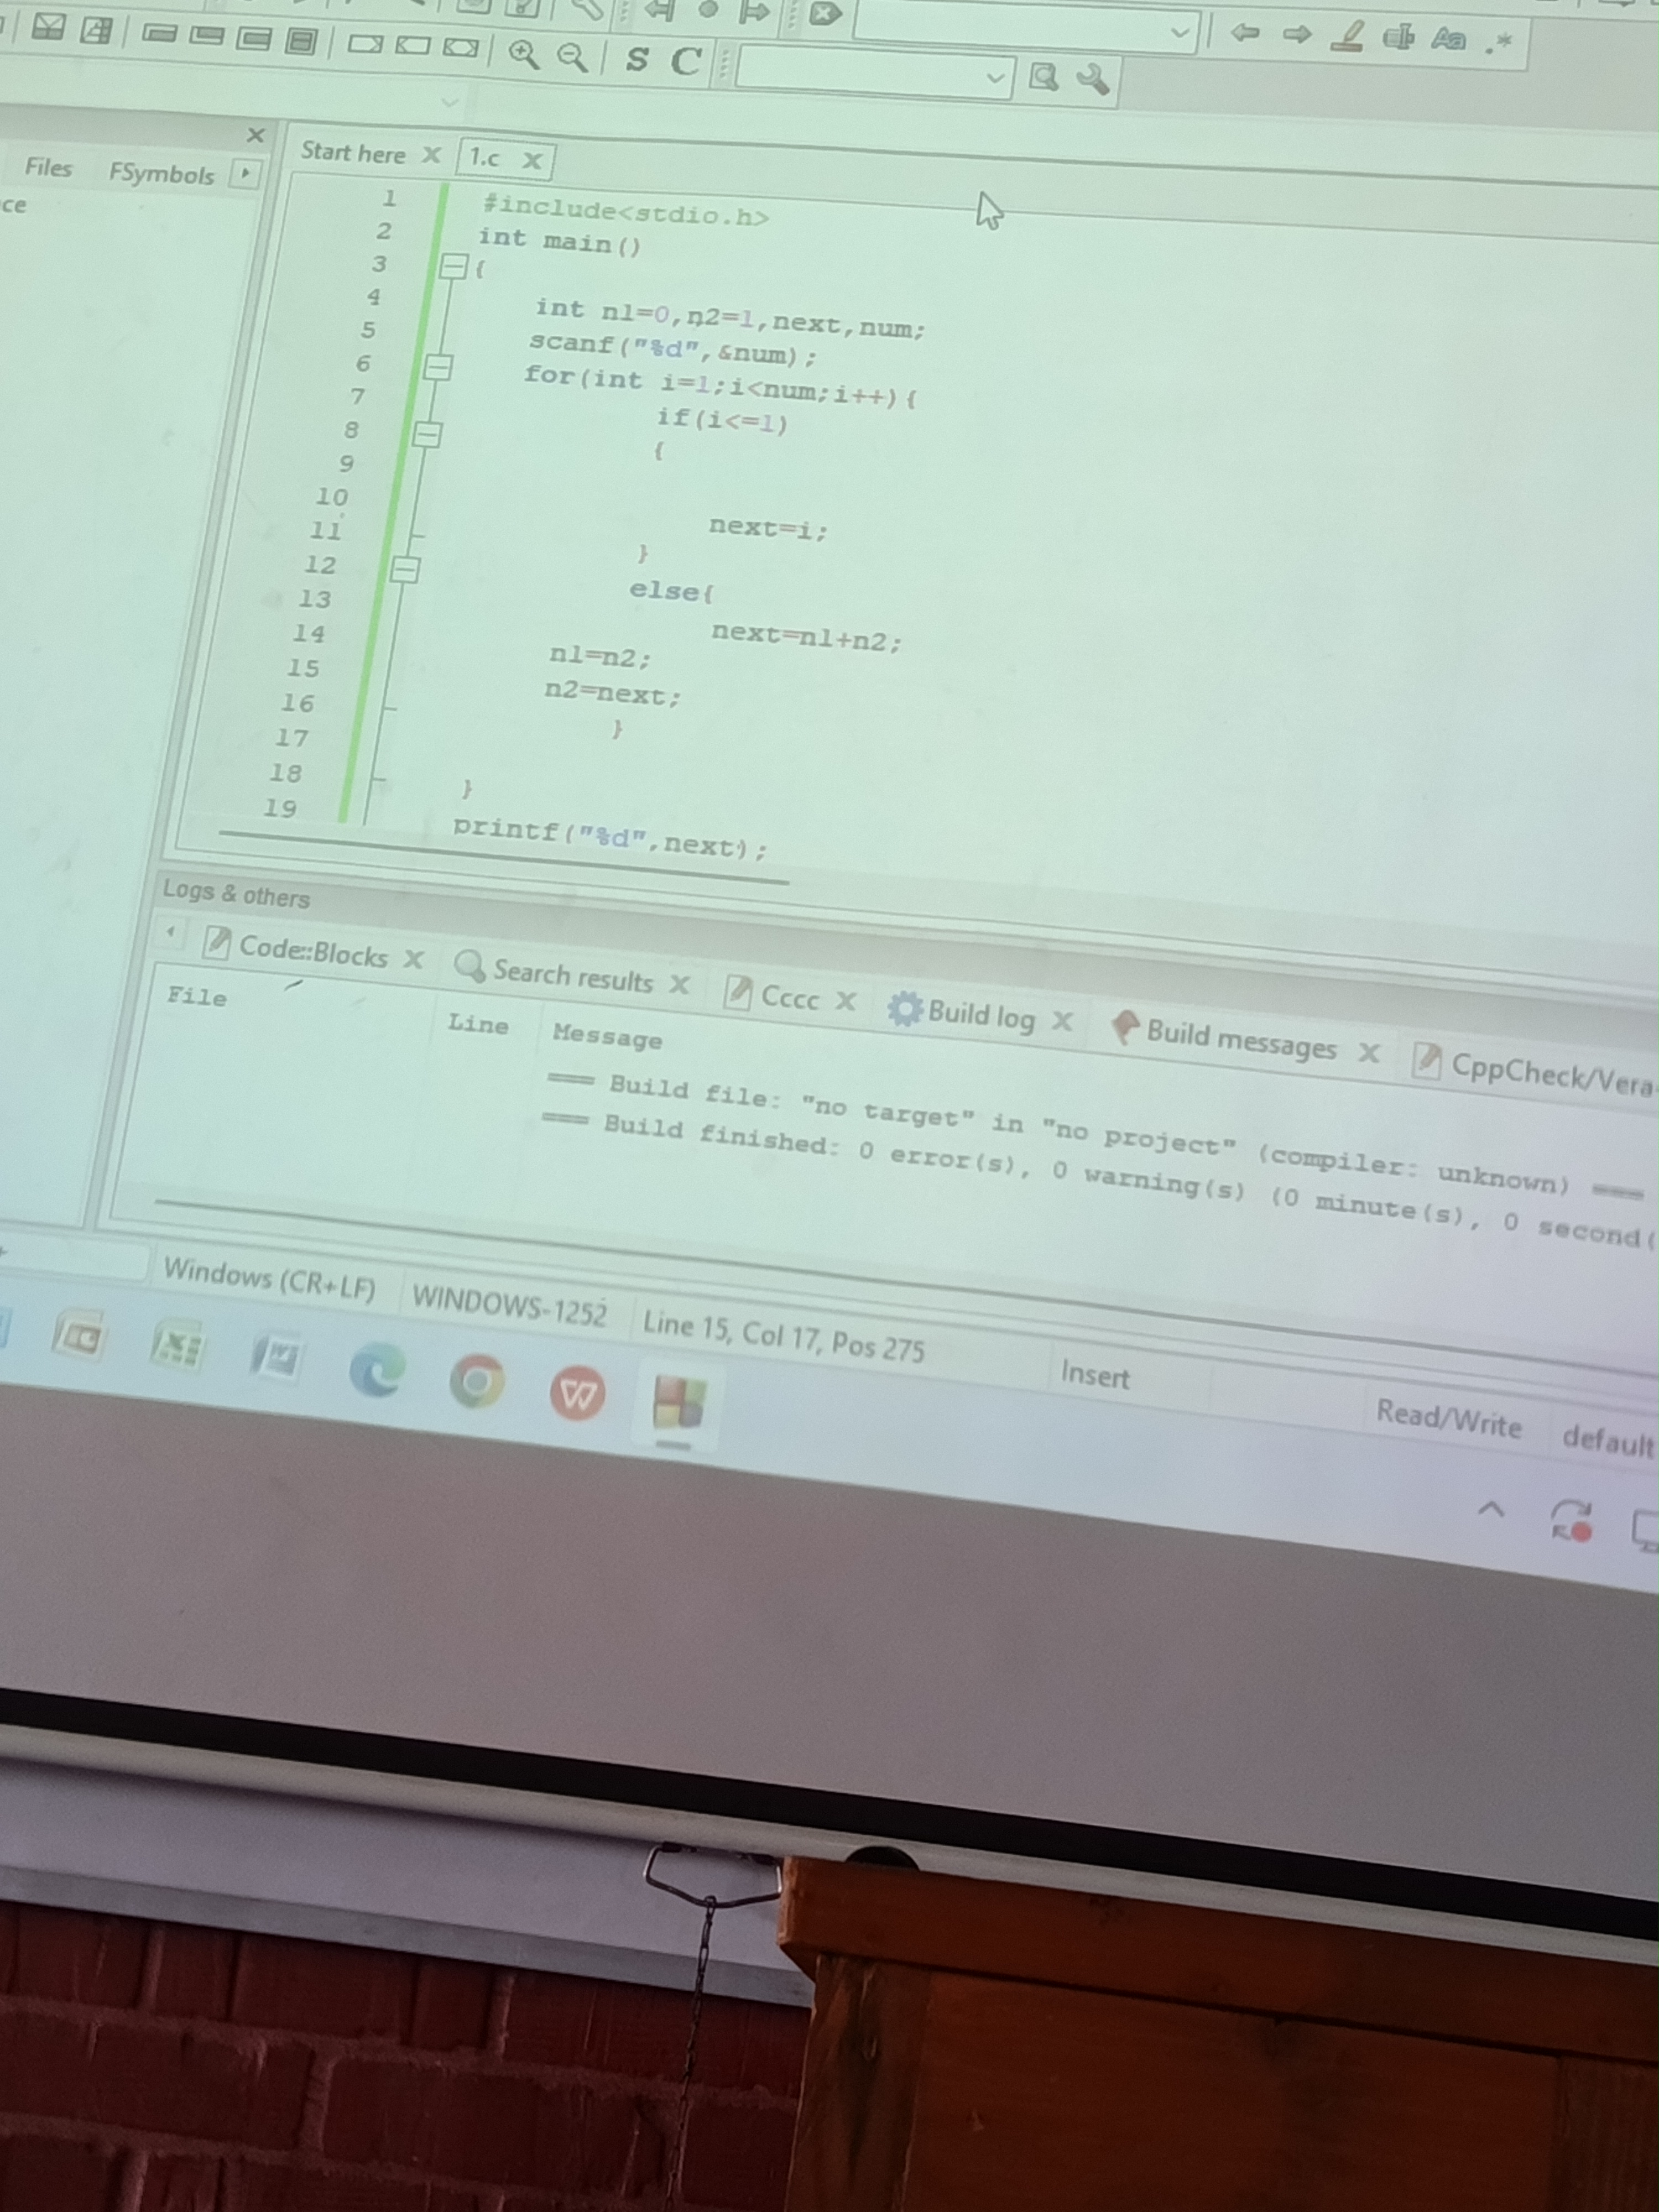 S C
Files FSymbols
ce
Start here 1.c
1 #include<stdio.h>
2 int main()
3 {
4 int n1=0,n2=1,next,num;
5 scanf("%d",&num);
6 for(int i=1;i<num;i++){
7 if(i<=1)
8 {
9
10 next=i;
11 }
12 else{
13 next=n1+n2;
14 n1=n2;
15 n2=next;
16 }
17
18 }
19 printf("%d",next);
Logs & others
Code::Blocks Search results Cccc Build log Build messages CppCheck/Vera
File Line Message
=== Build file: "no target" in "no project" (compiler: unknown) ===
=== Build finished: 0 error(s), 0 warning(s) (0 minute(s), 0 second(
Windows (CR+LF) WINDOWS-1252 Line 15, Col 17, Pos 275 Insert Read/Write default